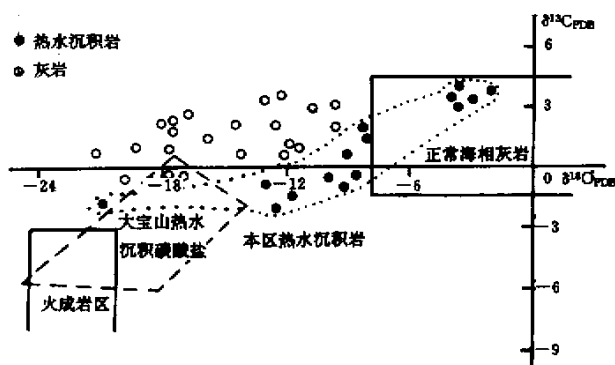 δ¹³C_PDB
6
热水沉积岩
灰岩
3
正常海相灰岩
-24
-18
-12
-6
0
δ¹⁸O_PDB
大宝山热水
沉积碳酸盐
本区热水沉积岩
-3
-6
火成岩区
-9